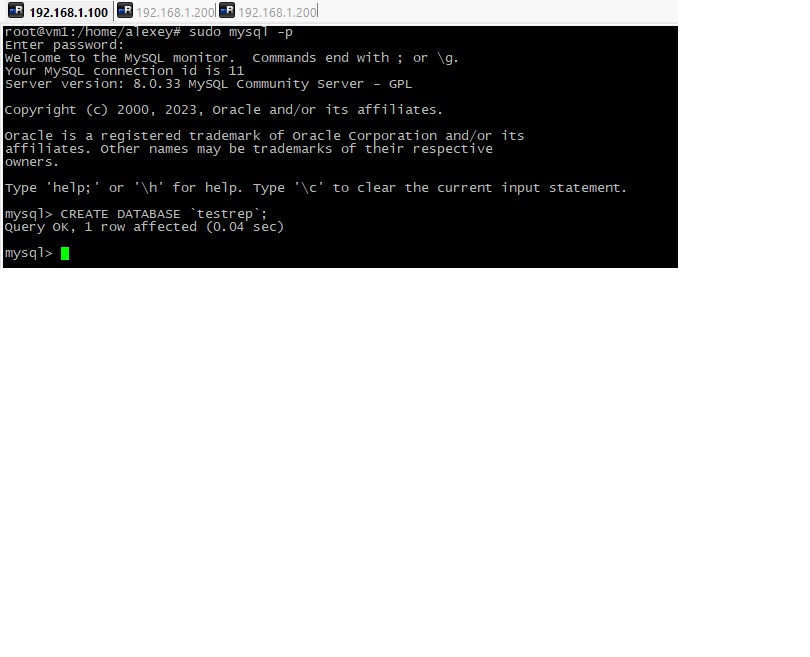 192.168.1.100 192.168.1.200 192.168.1.200
root@vm1:/home/alexey# sudo mysql -p
Enter password:
Welcome to the MySQL monitor.  Commands end with ; or \g.
Your MySQL connection id is 11
Server version: 8.0.33 MySQL Community Server - GPL
Copyright (c) 2000, 2023, Oracle and/or its affiliates.
Oracle is a registered trademark of Oracle Corporation and/or its
affiliates. Other names may be trademarks of their respective
owners.
Type 'help;' or '\h' for help. Type '\c' to clear the current input statement.
mysql> CREATE DATABASE `testrep`;
Query OK, 1 row affected (0.04 sec)
mysql>